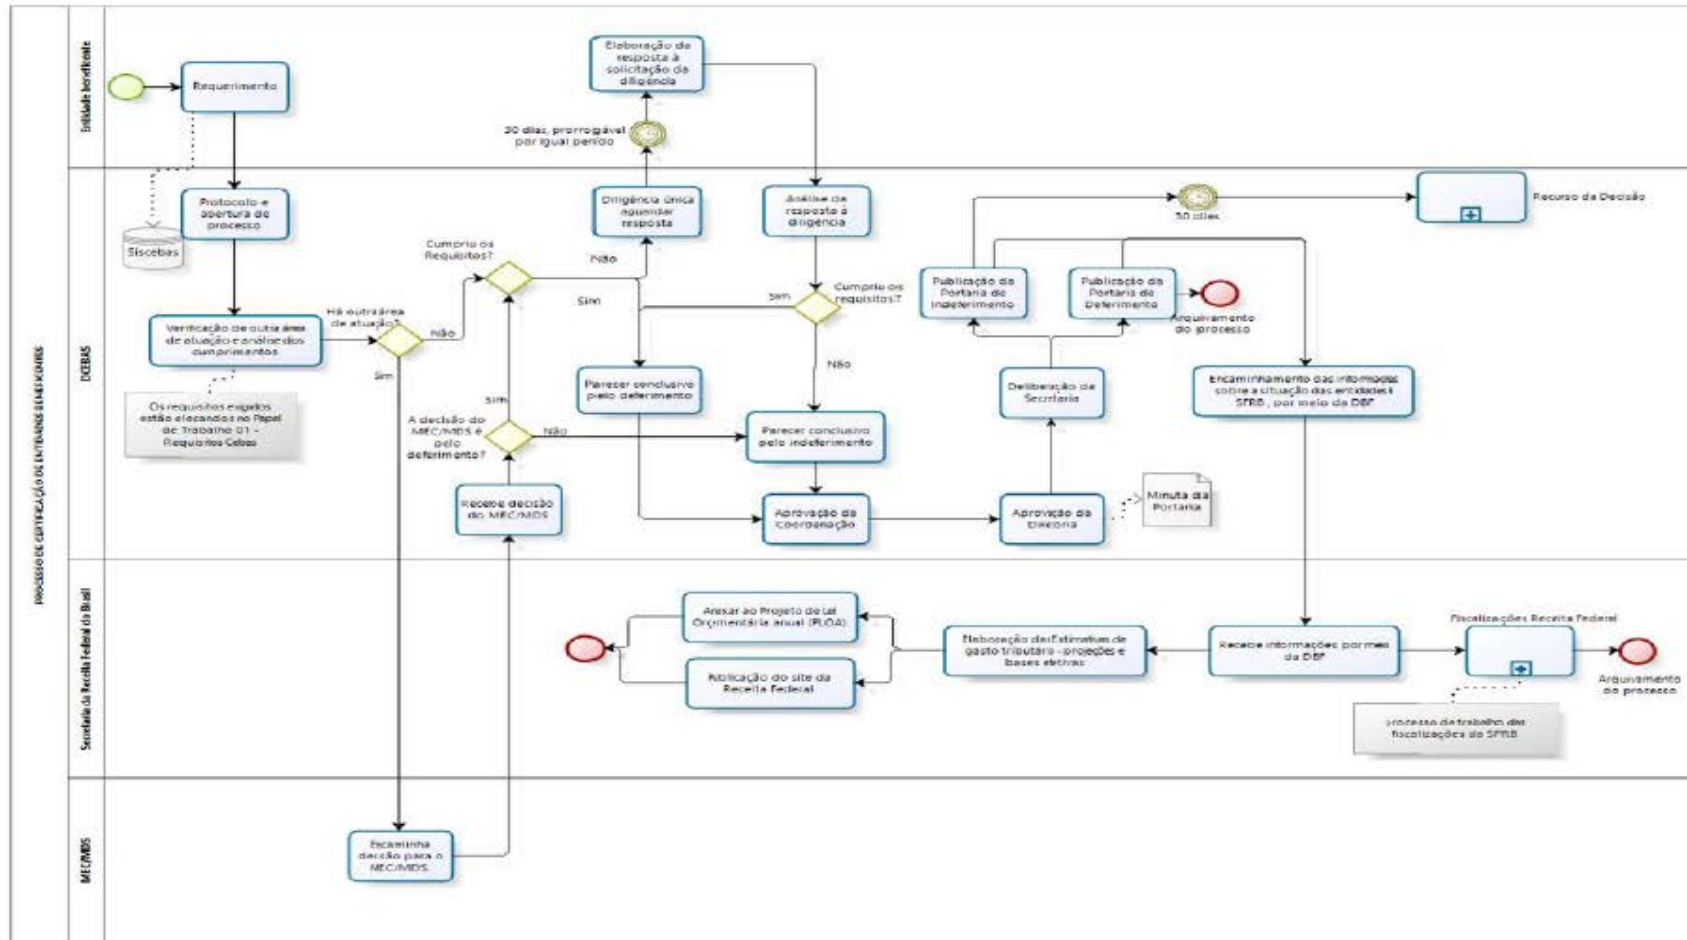 PROCESSO DE CERTIFICAÇÃO DE ENTIDADES BENEFICENTES
Entidade beneficente
Requerimento
Elaboração da
resposta à
solicitação da
diligência
30 dias, prorrogável
por igual período
DCEBAS
Protocolo e
abertura de
processo
Siscebas
Verificação de outra área
de atuação e análise dos
cumprimentos
Os requisitos exigidos
estão elecandos no Papel
de Trabalho 01 -
Requisitos Cebas
Há outra área
de atuação?
Não
Sim
Cumpriu os
Requisitos?
Não
Sim
Diligência única
aguardar
resposta
Análise da
resposta à
diligência
Cumpriu os
requisitos?
Sim
Não
A decisão do
MEC/MDS é
pelo
deferimento?
Sim
Não
Recebe decisão
do MEC/MDS
Parecer conclusivo
pelo deferimento
Parecer conclusivo
pelo indeferimento
Aprovação da
Coordenação
Aprovação da
Diretoria
Minuta da
Portaria
Deliberação da
Secretaria
Publicação da
Portaria de
Indeferimento
Publicação da
Portaria de
Deferimento
Arquivamento
do processo
30 dias
Recurso da Decisão
Encaminhamento das informações
sobre a situação das entidades à
SFRB, por meio da DBF
Secretaria da Receita Federal do Brasil
Anexar ao Projeto de Lei
Orçmentária anual (PLOA)
Publicação do site da
Receita Federal
Elaboração das Estimativas de
gasto tributário - projeções e
bases efetivas
Recebe informações por meio
da DBF
Fiscalizações Receita Federal
Arquivamento
do processo
processo de trabalho das
fiscalizações da SFRB
MEC/MDS
Encaminha
decisão para o
MEC/MDS